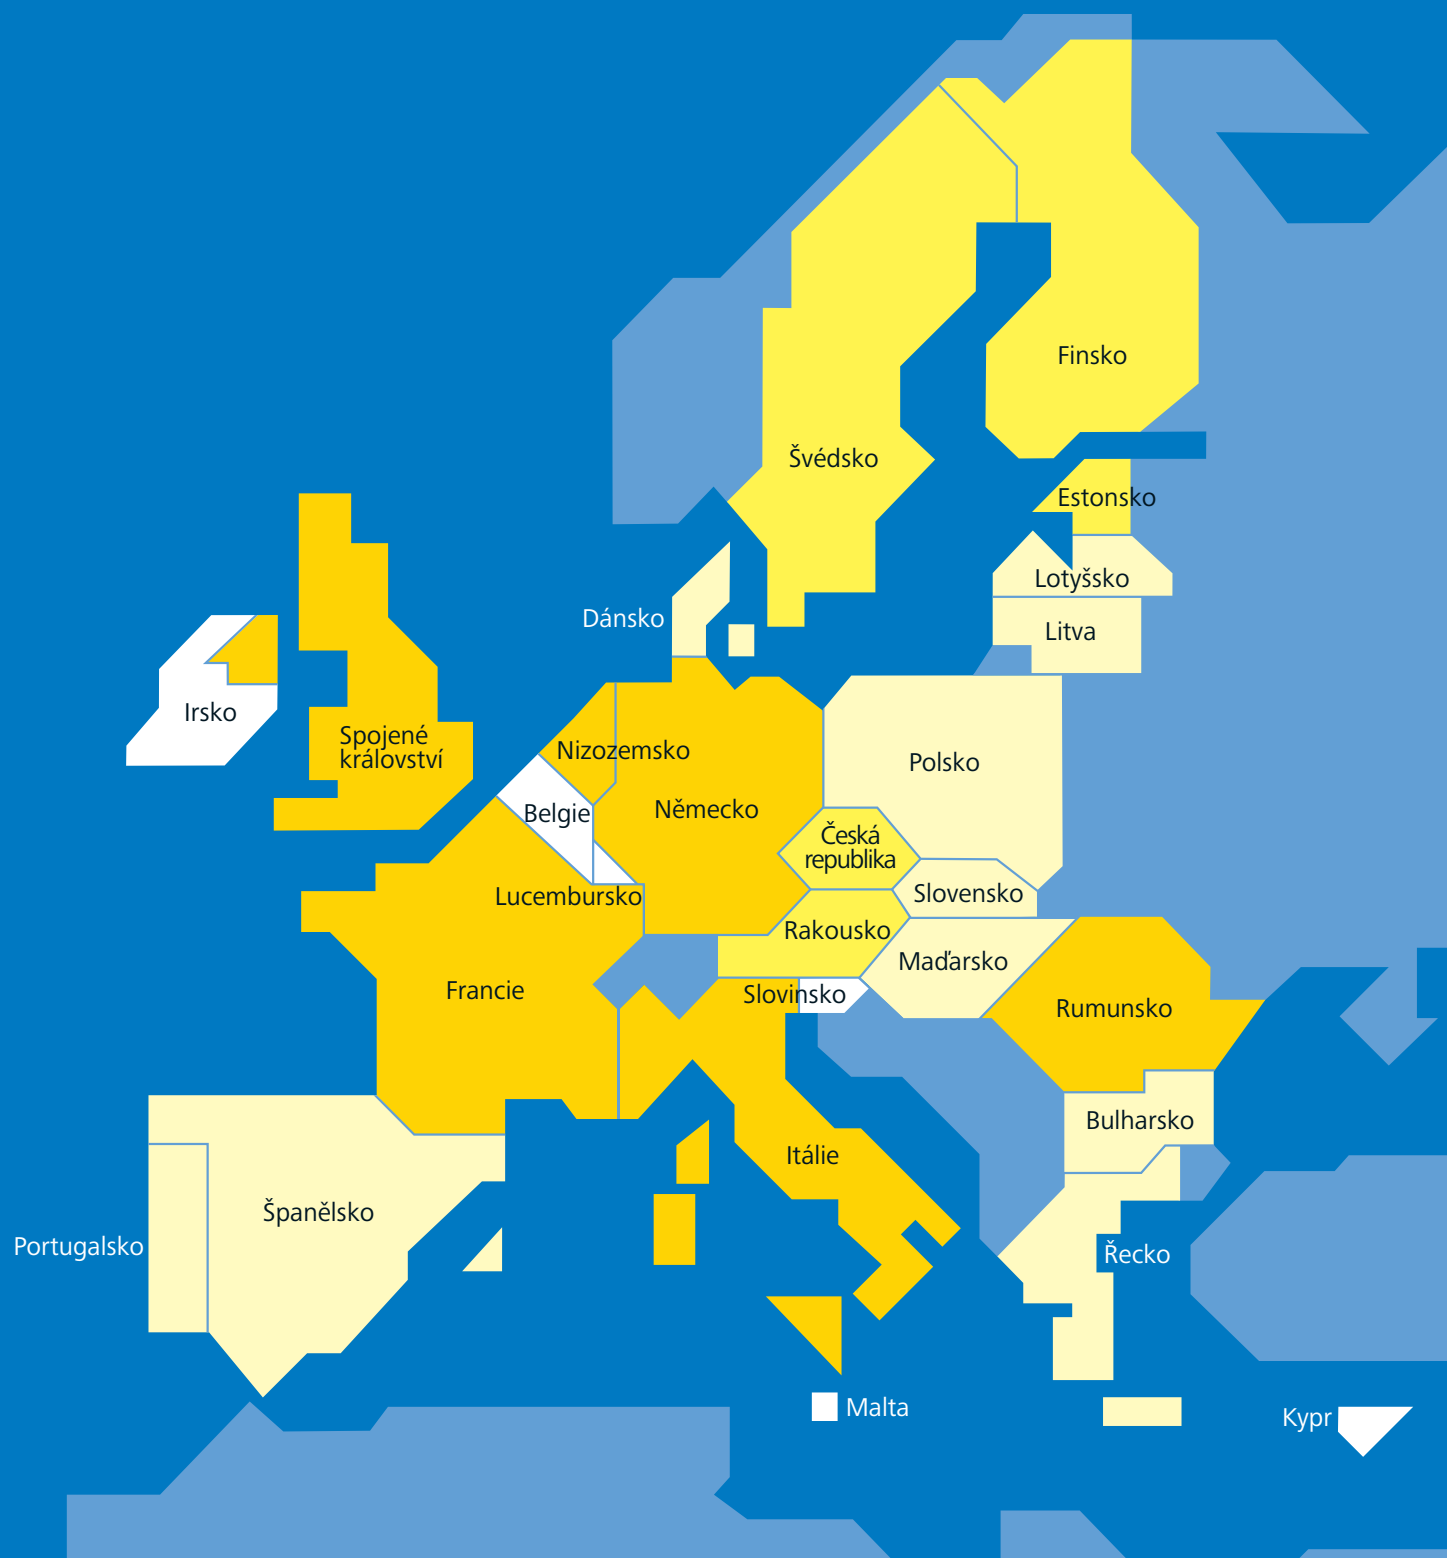 Finsko
Švédsko
Estonsko
Lotyšsko
Dánsko
Litva
Irsko
Spojené
království
Nizozemsko
Polsko
Německo
Belgie
Česká
republika
Slovensko
Lucembursko
Rakousko
Maďarsko
Francie
Slovinsko
Rumunsko
Bulharsko
Itálie
Španělsko
Portugalsko
Řecko
Malta
Kypr